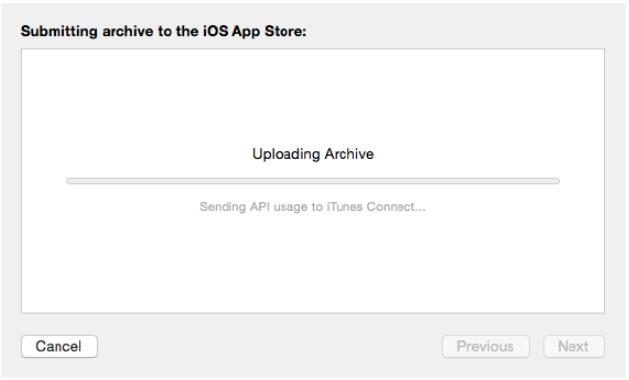 Submitting archive to the iOS App Store:
Uploading Archive
Sending API usage to iTunes Connect...
Cancel
Previous
Next